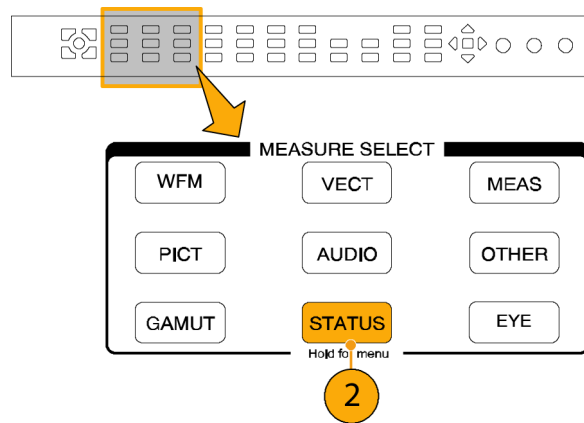 MEASURE SELECT
WFM VECT MEAS
PICT AUDIO OTHER
GAMUT STATUS EYE
Hold for menu
2